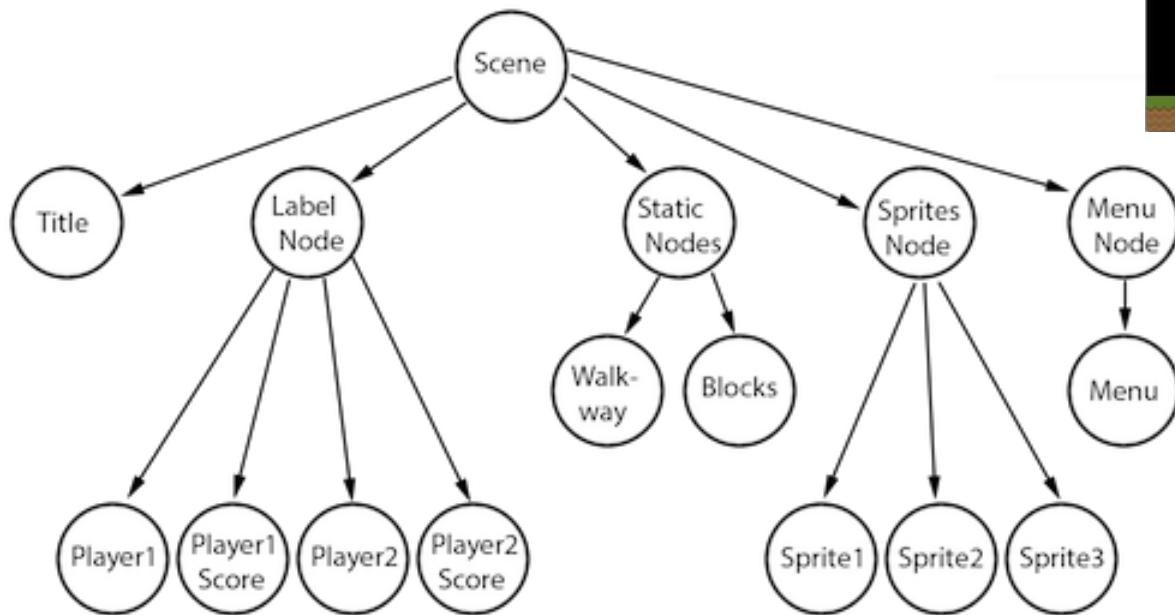 Scene
Title
Label
Node
Static
Nodes
Sprites
Node
Menu
Node
Walk-
way
Blocks
Menu
Player1
Player1
Score
Player2
Player2
Score
Sprite1
Sprite2
Sprite3